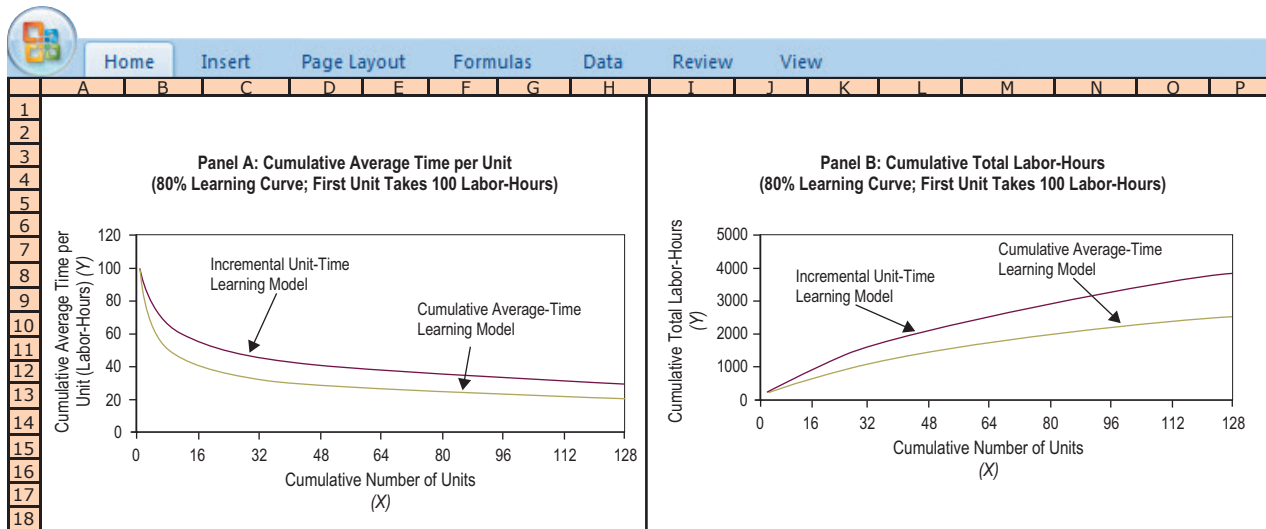 Home Insert Page Layout Formulas Data Review View
A B C D E F G H I J K L M N O P
1
2
3
4
5
6
7
8
9
10
11
12
13
14
15
16
17
18
Panel A: Cumulative Average Time per Unit
(80% Learning Curve; First Unit Takes 100 Labor-Hours)
Cumulative Average Time per
Unit (Labor-Hours) (Y)
120
100
80
60
40
20
0
Incremental Unit-Time
Learning Model
Cumulative Average-Time
Learning Model
0 16 32 48 64 80 96 112 128
Cumulative Number of Units
(X)
Panel B: Cumulative Total Labor-Hours
(80% Learning Curve; First Unit Takes 100 Labor-Hours)
Cumulative Total Labor-Hours
(Y)
5000
4000
3000
2000
1000
0
Incremental Unit-Time
Learning Model
Cumulative Average-Time
Learning Model
0 16 32 48 64 80 96 112 128
Cumulative Number of Units
(X)